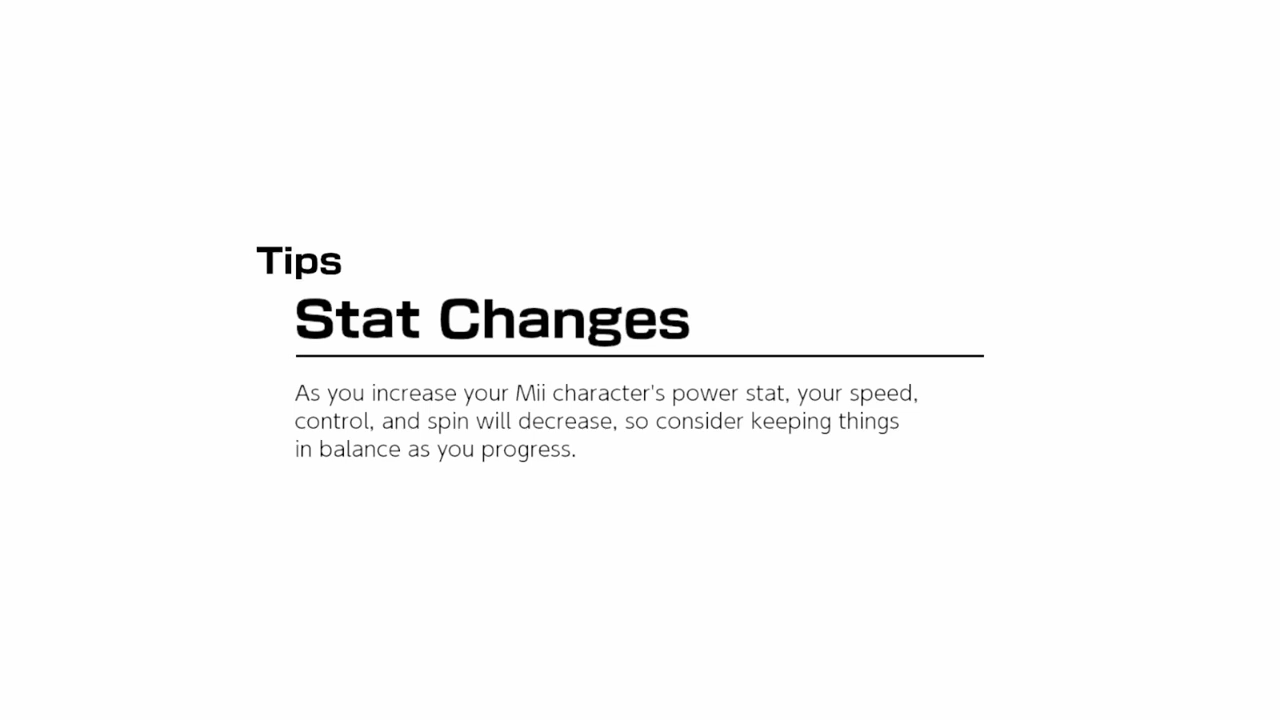 Tips
Stat Changes
As you increase your Mii character's power stat, your speed,
control, and spin will decrease, so consider keeping things
in balance as you progress.